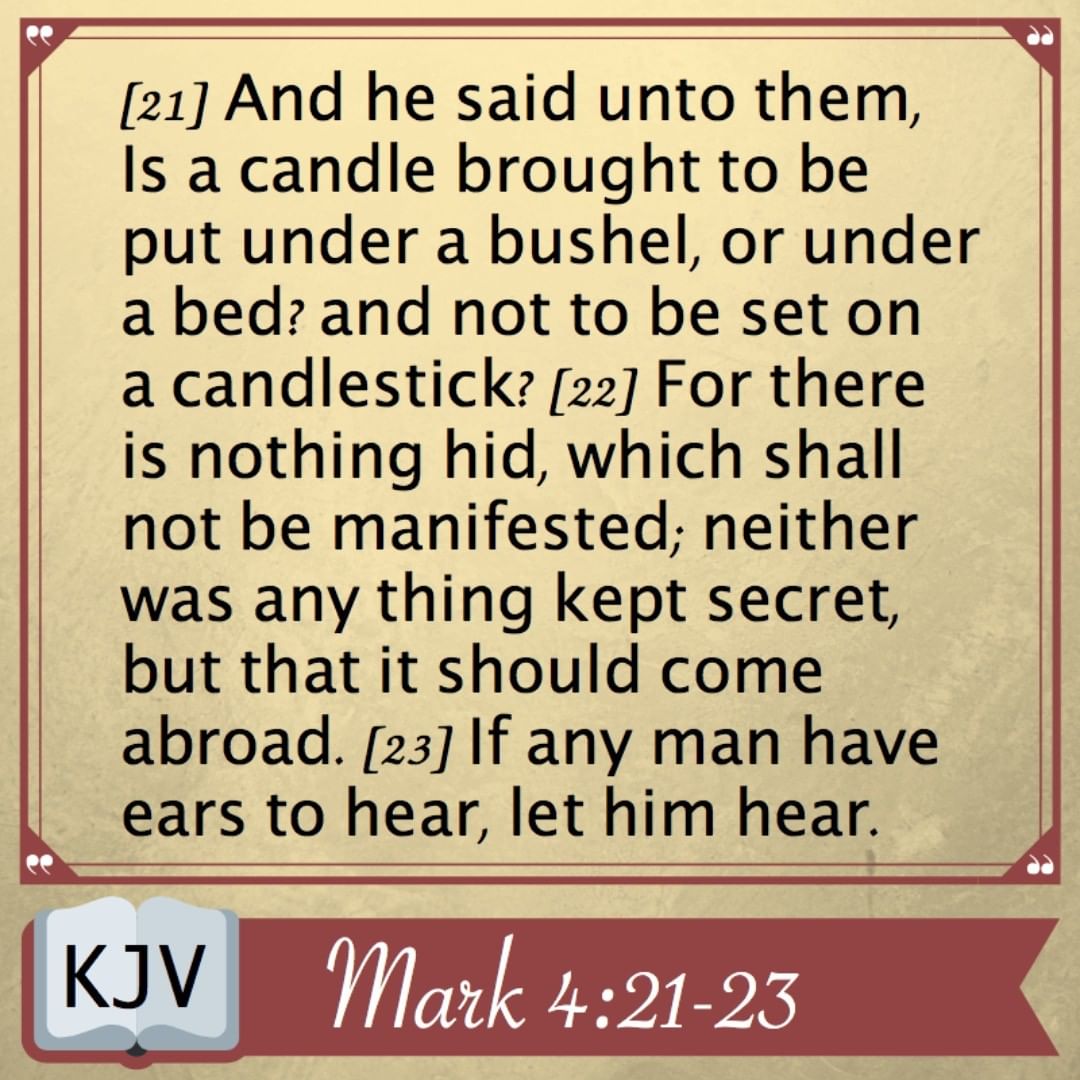 [21] And he said unto them,
Is a candle brought to be
put under a bushel, or under
a bed? and not to be set on
a candlestick? [22] For there
is nothing hid, which shall
not be manifested; neither
was any thing kept secret,
but that it should come
abroad. [23] If any man have
ears to hear, let him hear.
KJV
Mark 4:21-23